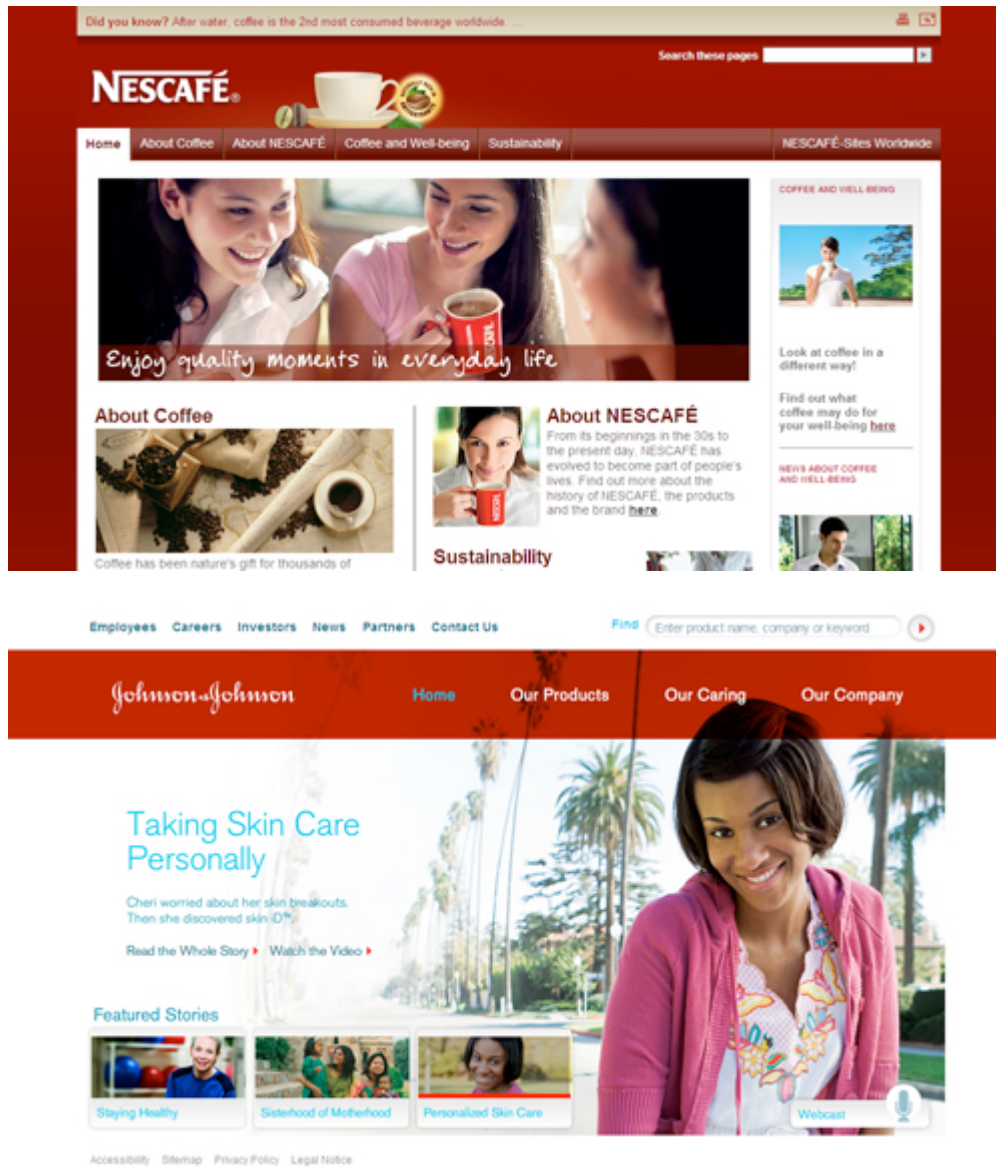 Did you know? After water, coffee is the 2nd most consumed beverage worldwide. ...
Search these pages
NESCAFÉ®
Home About Coffee About NESCAFÉ Coffee and Well-being Sustainability NESCAFÉ-Sites Worldwide
Enjoy quality moments in everyday life
NESCAFÉ
COFFEE AND WELL-BEING
Look at coffee in a
different way!
Find out what
coffee may do for
your well-being here
NEWS ABOUT COFFEE
AND WELL-BEING
About Coffee
Coffee has been nature's gift for thousands of
About NESCAFÉ
From its beginnings in the 30s to
the present day, NESCAFÉ has
evolved to become part of people's
lives. Find out more about the
history of NESCAFÉ, the products
and the brand here.
NESCAFÉ
Sustainability
Employees Careers Investors News Partners Contact Us
Find Enter product name, company or keyword
Johnson & Johnson
Home Our Products Our Caring Our Company
Taking Skin Care
Personally
Cheri worried about her skin breakouts.
Then she discovered skin iD™.
Read the Whole Story Watch the Video
Featured Stories
Staying Healthy Sisterhood of Motherhood Personalized Skin Care
Webcast
Accessibility Sitemap Privacy Policy Legal Notice